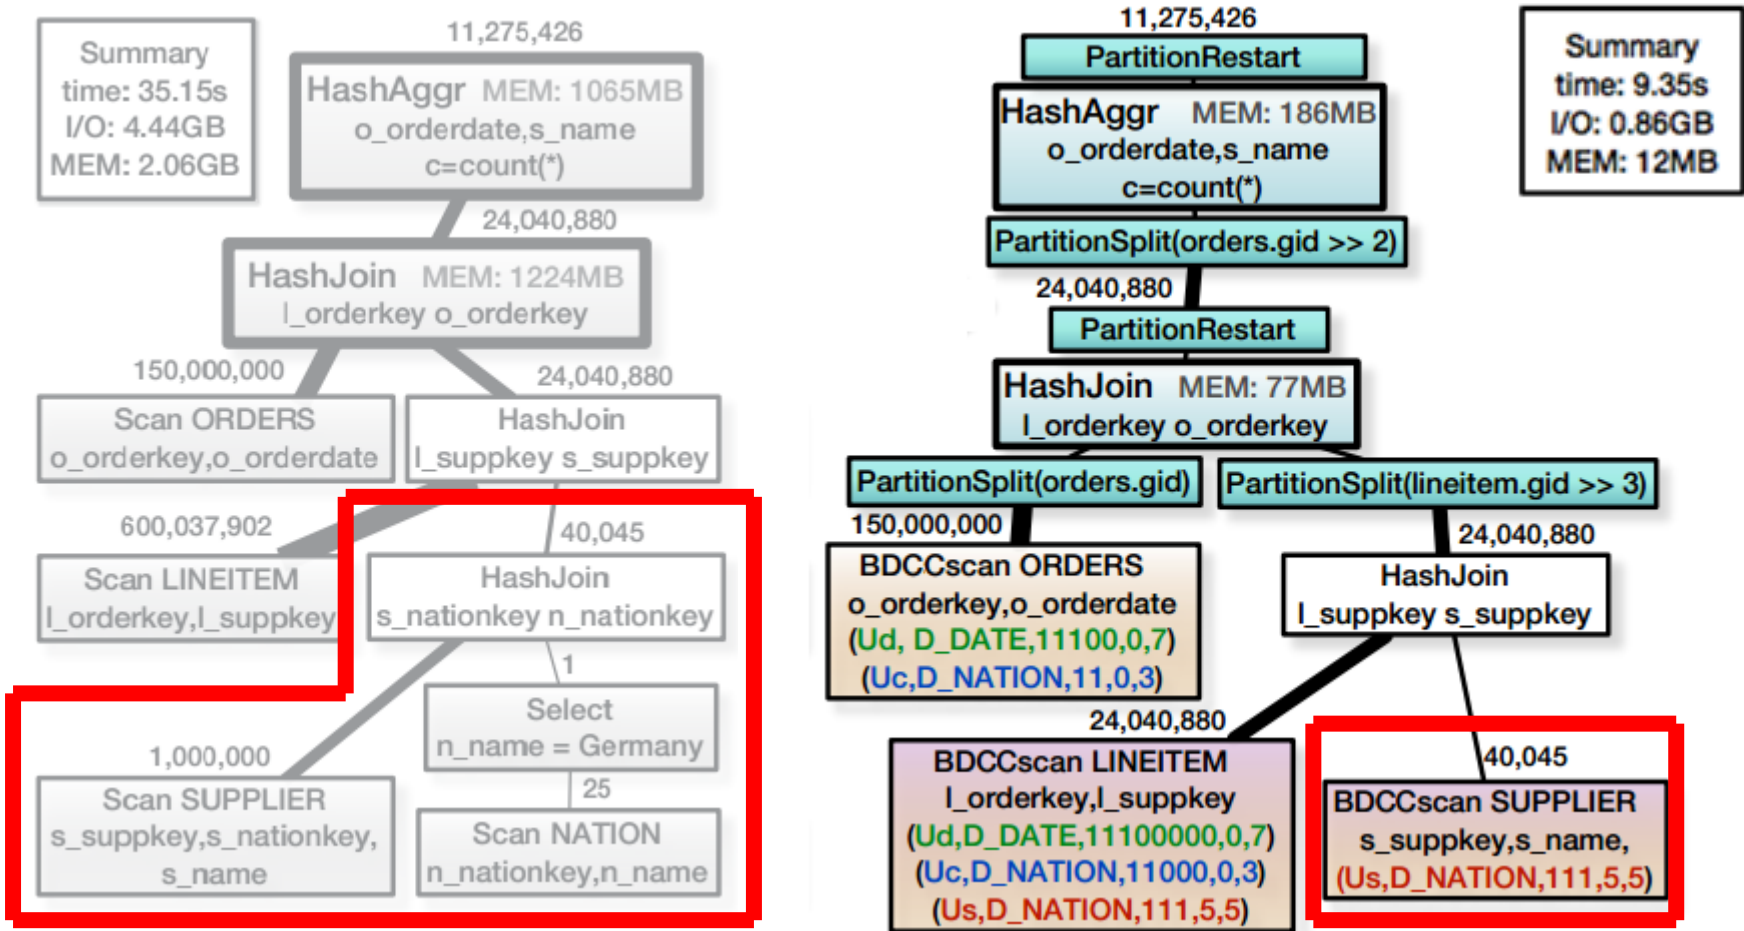 Summary
time: 35.15s
I/O: 4.44GB
MEM: 2.06GB
11,275,426
HashAggr MEM: 1065MB
o_orderdate,s_name
c=count(*)
24,040,880
HashJoin MEM: 1224MB
l_orderkey o_orderkey
150,000,000
24,040,880
Scan ORDERS
o_orderkey,o_orderdate
HashJoin
l_suppkey s_suppkey
600,037,902
40,045
Scan LINEITEM
l_orderkey,l_suppkey
HashJoin
s_nationkey n_nationkey
1
Select
n_name = Germany
1,000,000
25
Scan SUPPLIER
s_suppkey,s_nationkey,
s_name
Scan NATION
n_nationkey,n_name
11,275,426
PartitionRestart
HashAggr MEM: 186MB
o_orderdate,s_name
c=count(*)
PartitionSplit(orders.gid >> 2)
24,040,880
PartitionRestart
HashJoin MEM: 77MB
l_orderkey o_orderkey
PartitionSplit(orders.gid)
PartitionSplit(lineitem.gid >> 3)
150,000,000
24,040,880
BDCCscan ORDERS
o_orderkey,o_orderdate
(Ud, D_DATE,11100,0,7)
(Uc,D_NATION,11,0,3)
HashJoin
l_suppkey s_suppkey
24,040,880
40,045
BDCCscan LINEITEM
l_orderkey,l_suppkey
(Ud,D_DATE,11100000,0,7)
(Uc,D_NATION,11000,0,3)
(Us,D_NATION,111,5,5)
BDCCscan SUPPLIER
s_suppkey,s_name,
(Us,D_NATION,111,5,5)
Summary
time: 9.35s
I/O: 0.86GB
MEM: 12MB